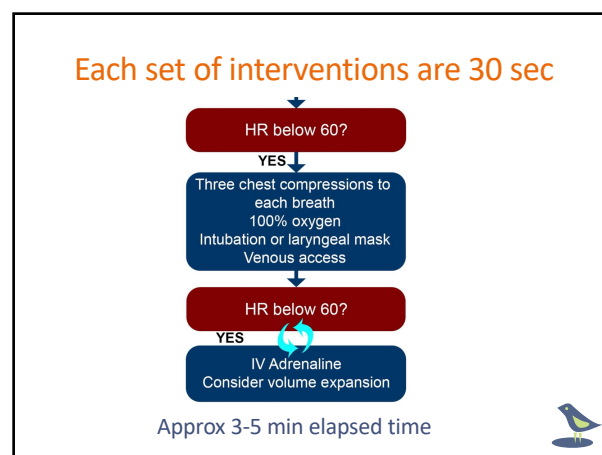 Each set of interventions are 30 sec
HR below 60?
YES
Three chest compressions to
each breath
100% oxygen
Intubation or laryngeal mask
Venous access
HR below 60?
YES
IV Adrenaline
Consider volume expansion
Approx 3-5 min elapsed time